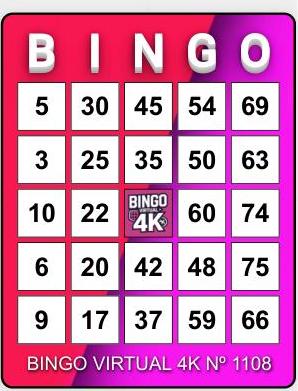 B I N G O
5 30 45 54 69
3 25 35 50 63
10 22 BINGO VIRTUAL 4K 60 74
6 20 42 48 75
9 17 37 59 66
BINGO VIRTUAL 4K Nº 1108